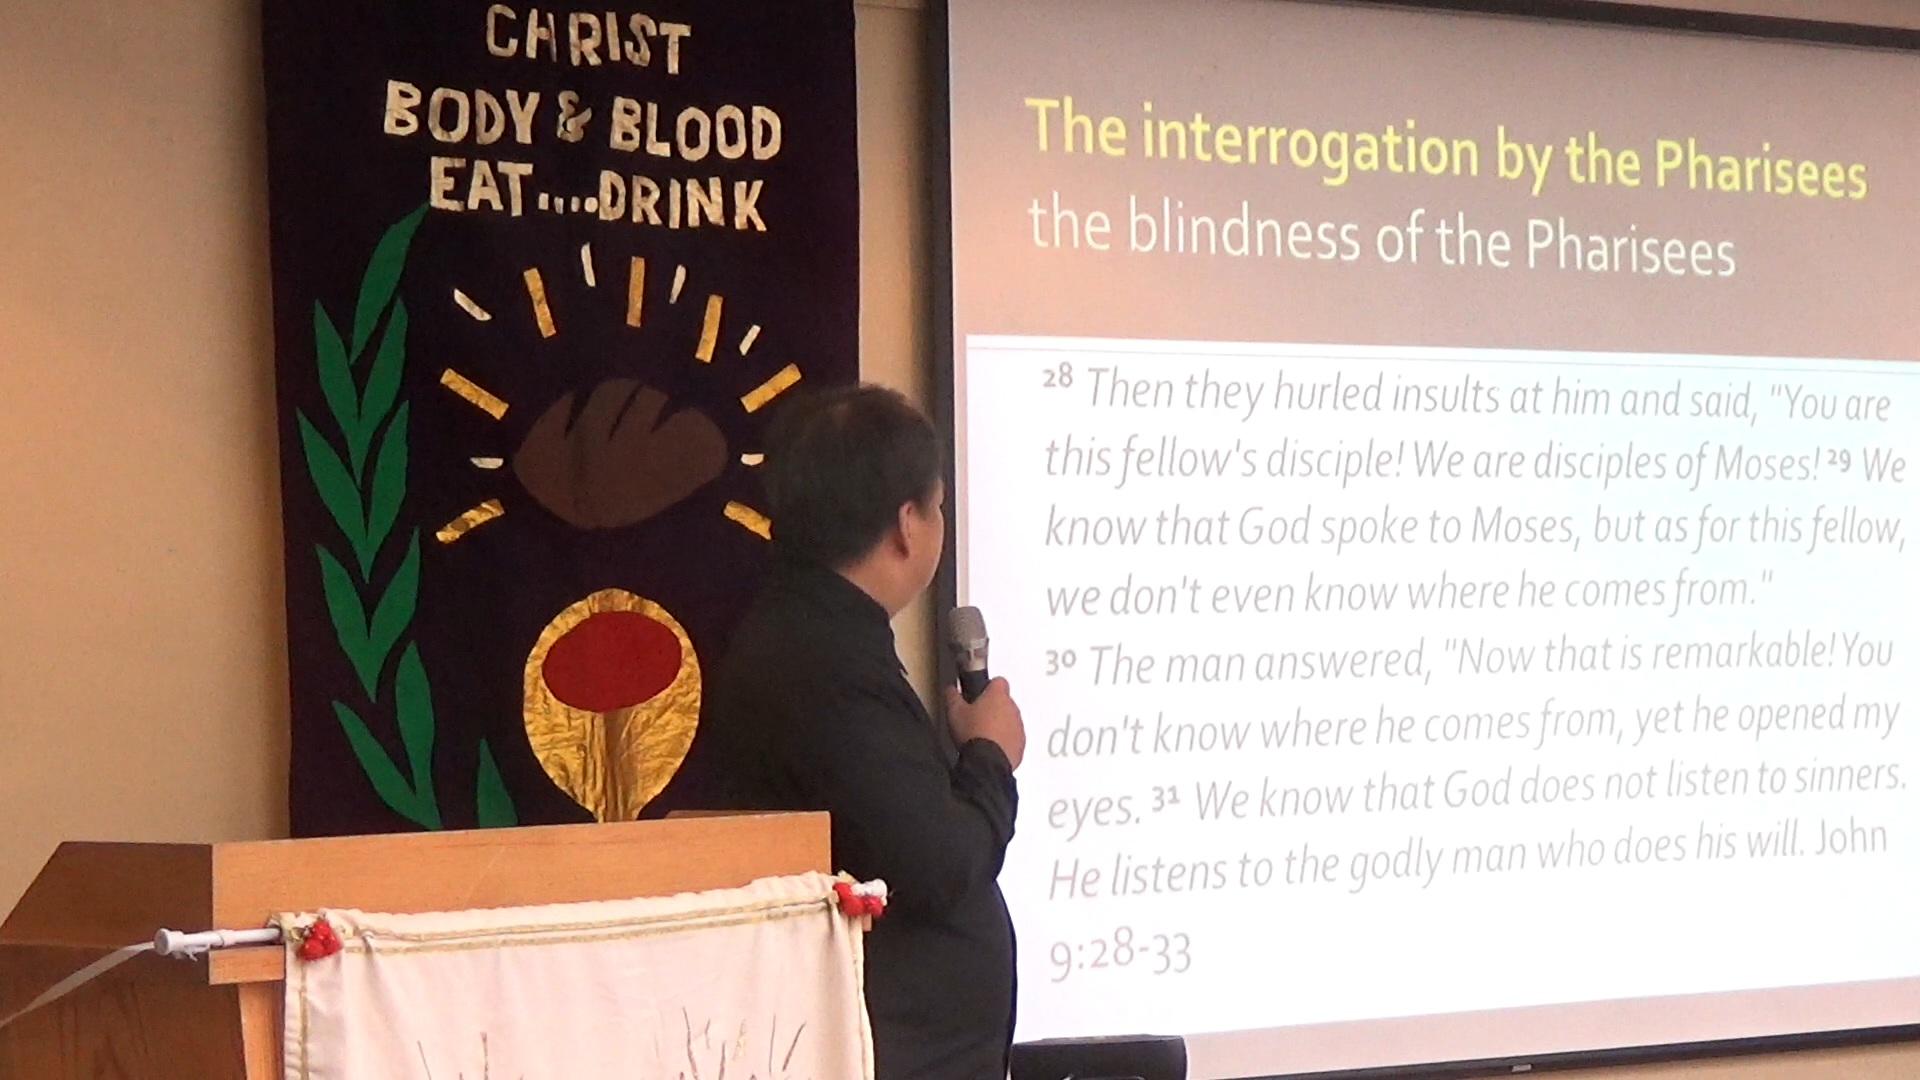 CHRIST
BODY & BLOOD
EAT....DRINK
The interrogation by the Pharisees
the blindness of the Pharisees
28 Then they hurled insults at him and said, "You are
this fellow's disciple! We are disciples of Moses! 29 We
know that God spoke to Moses, but as for this fellow,
we don't even know where he comes from."
30 The man answered, "Now that is remarkable! You
don't know where he comes from, yet he opened my
eyes. 31 We know that God does not listen to sinners.
He listens to the godly man who does his will. John
9:28-33